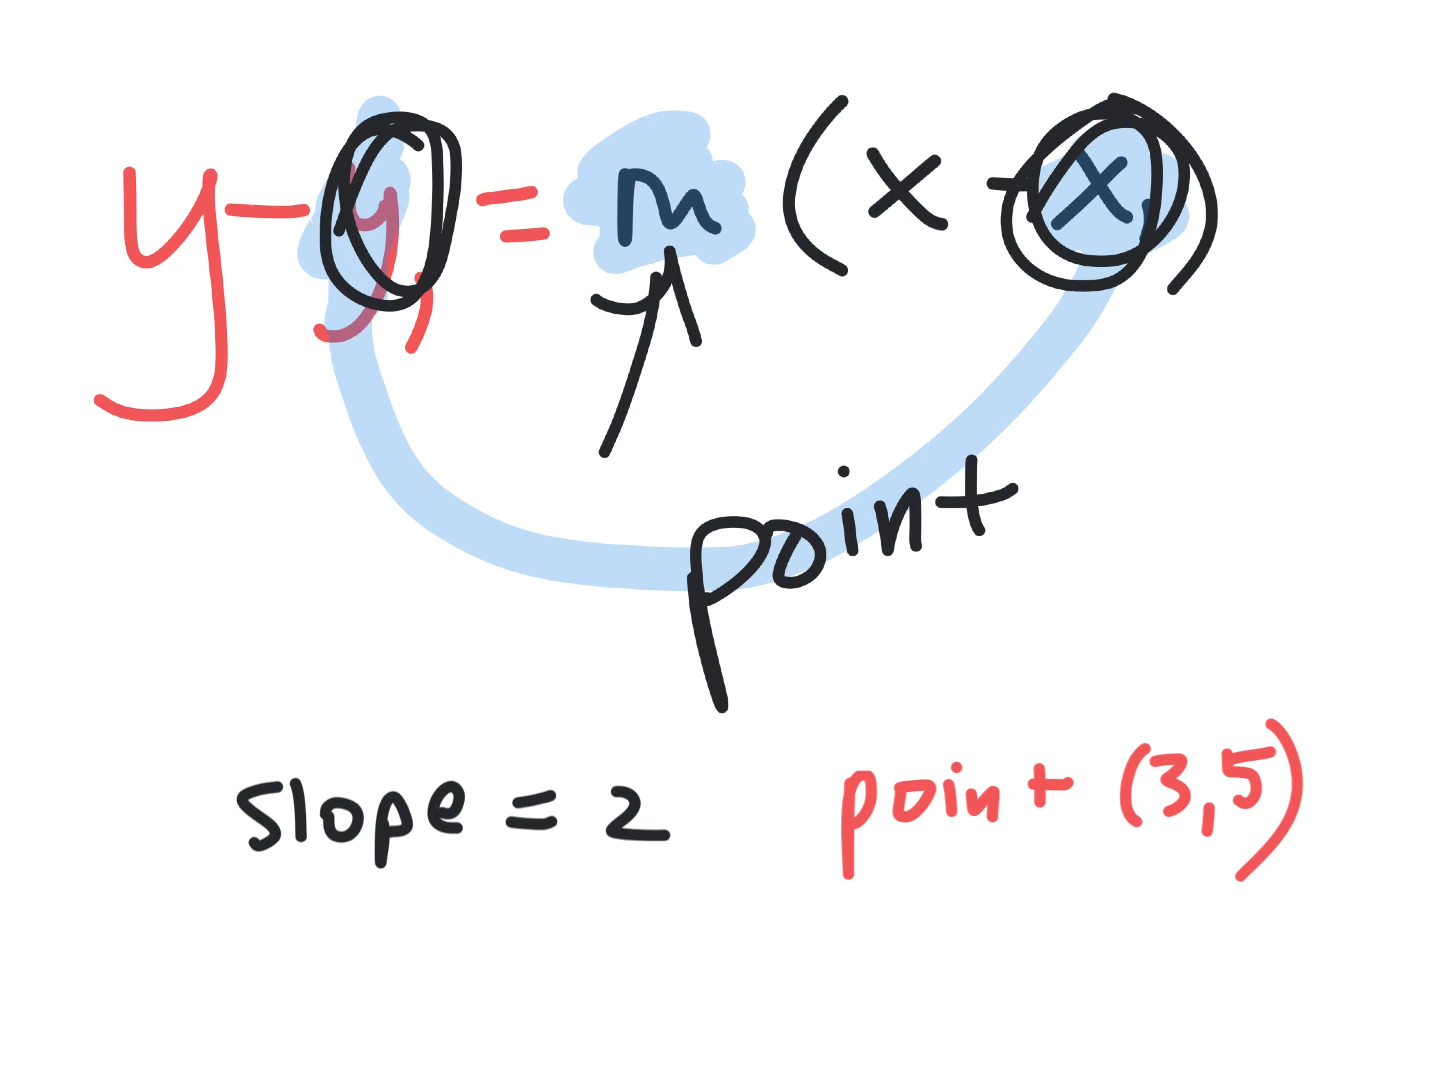 y - y₁ = m (x - x₁)
point
slope = 2 point (3,5)